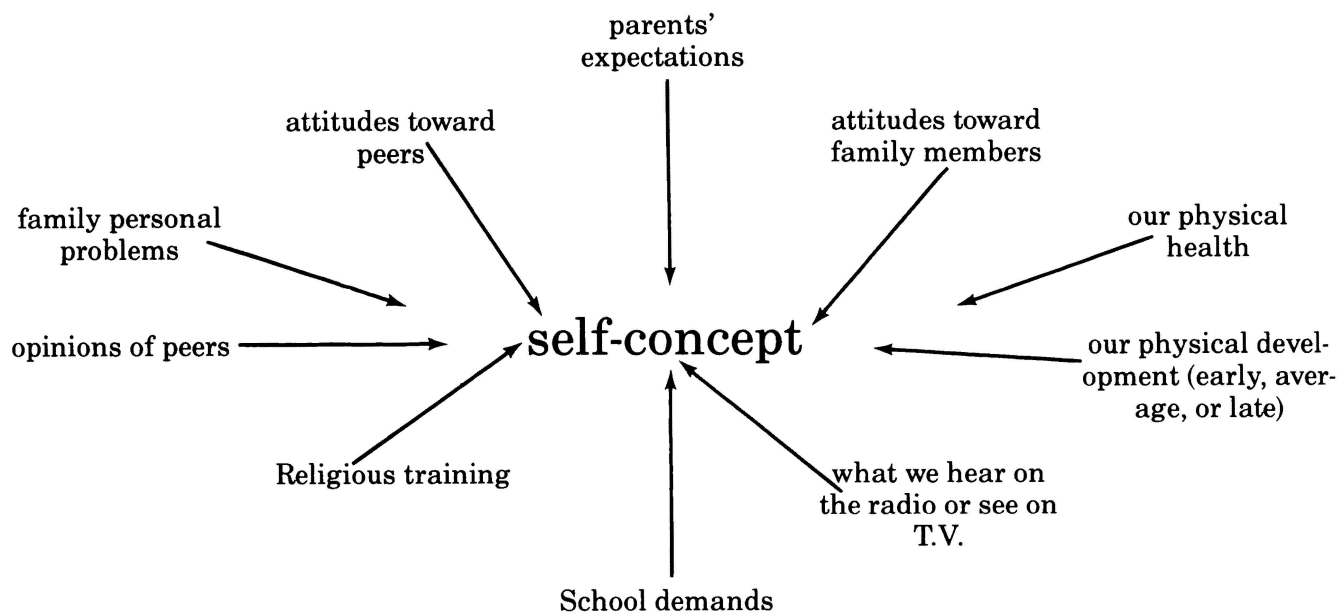 parents’
expectations
attitudes toward
peers
attitudes toward
family members
family personal
problems
our physical
health
opinions of peers
self-concept
our physical devel-
opment (early, aver-
age, or late)
Religious training
what we hear on
the radio or see on
T.V.
School demands